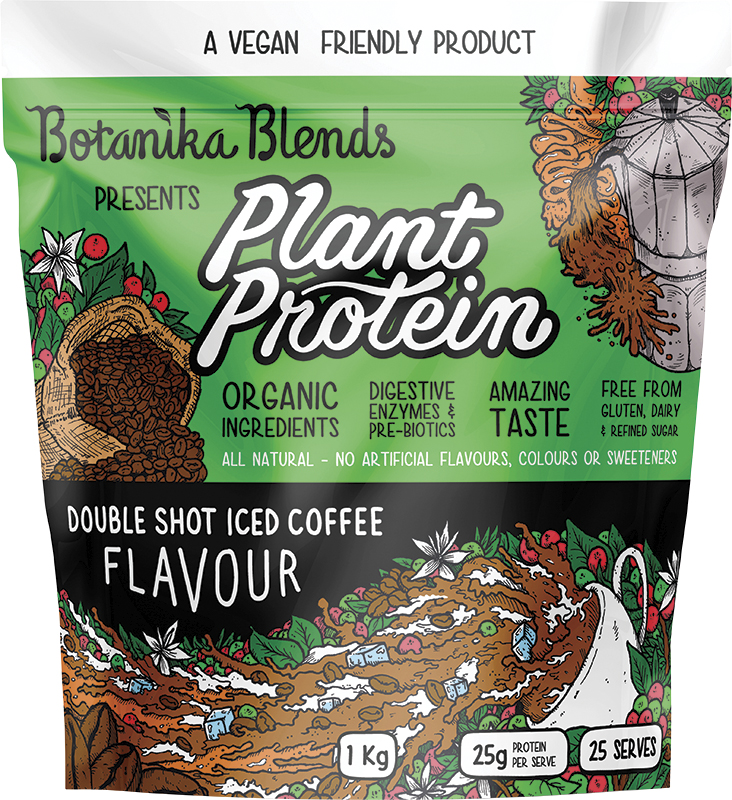 A VEGAN FRIENDLY PRODUCT
Botanika Blends
PRESENTS
Plant
Protein
ORGANIC
INGREDIENTS
DIGESTIVE
ENZYMES &
PRE-BIOTICS
AMAZING
TASTE
FREE FROM
GLUTEN, DAIRY
& REFINED SUGAR
ALL NATURAL - NO ARTIFICIAL FLAVOURS, COLOURS OR SWEETENERS
DOUBLE SHOT ICED COFFEE
FLAVOUR
1 Kg
25g
PROTEIN
PER SERVE
25 SERVES